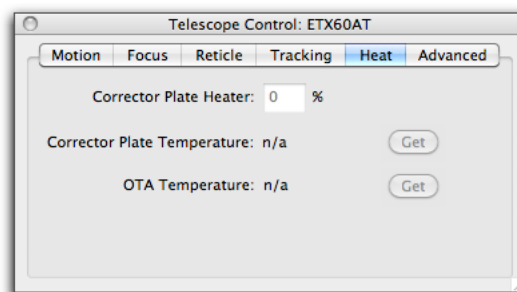 Telescope Control: ETX60AT
Motion Focus Reticle Tracking Heat Advanced
Corrector Plate Heater: 0 %
Corrector Plate Temperature: n/a Get
OTA Temperature: n/a Get